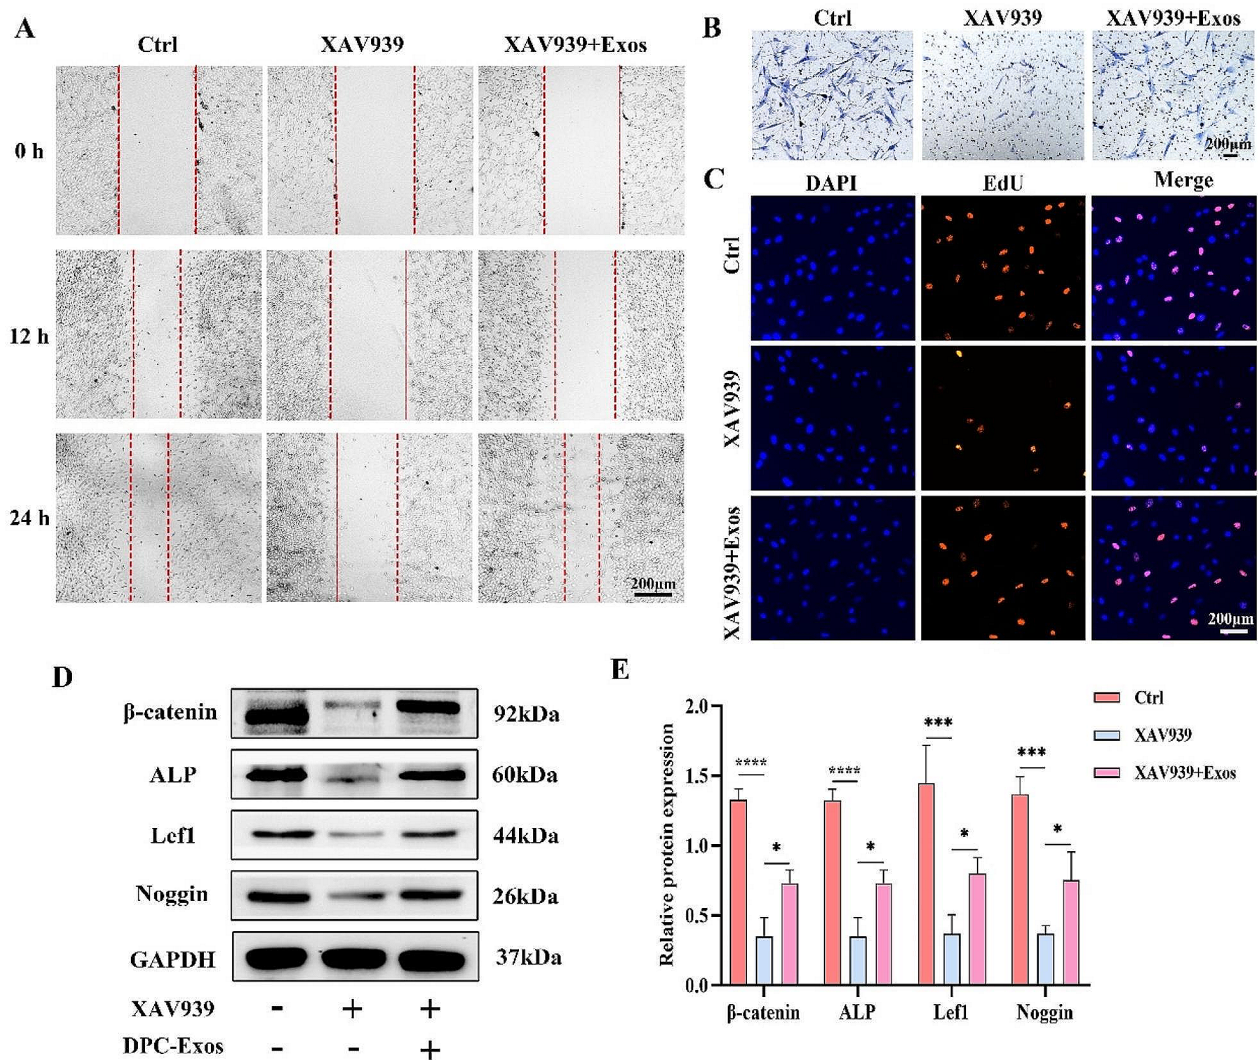 A
Ctrl
XAV939
XAV939+Exos
0 h
12 h
24 h
200μm
B
Ctrl
XAV939
XAV939+Exos
200μm
C
DAPI
EdU
Merge
Ctrl
XAV939
XAV939+Exos
200μm
D
β-catenin
92kDa
ALP
60kDa
Lef1
44kDa
Noggin
26kDa
GAPDH
37kDa
XAV939 - + +
DPC-Exos - - +
E
Relative protein expression
2.0
1.5
1.0
0.5
0.0
****
*
****
*
***
*
***
*
β-catenin
ALP
Lef1
Noggin
Ctrl
XAV939
XAV939+Exos